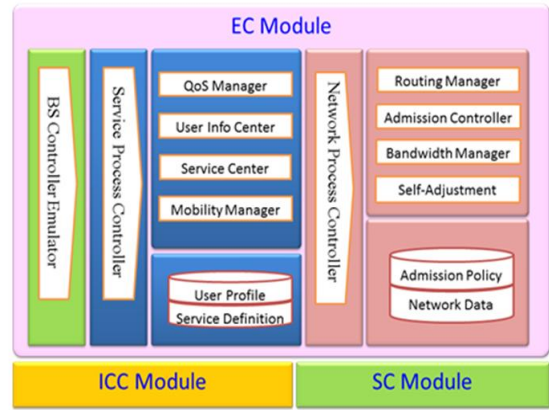 EC Module
BS Controller Emulator
Service Process Controller
QoS Manager
User Info Center
Service Center
Mobility Manager
User Profile
Service Definition
Network Process Controller
Routing Manager
Admission Controller
Bandwidth Manager
Self-Adjustment
Admission Policy
Network Data
ICC Module
SC Module